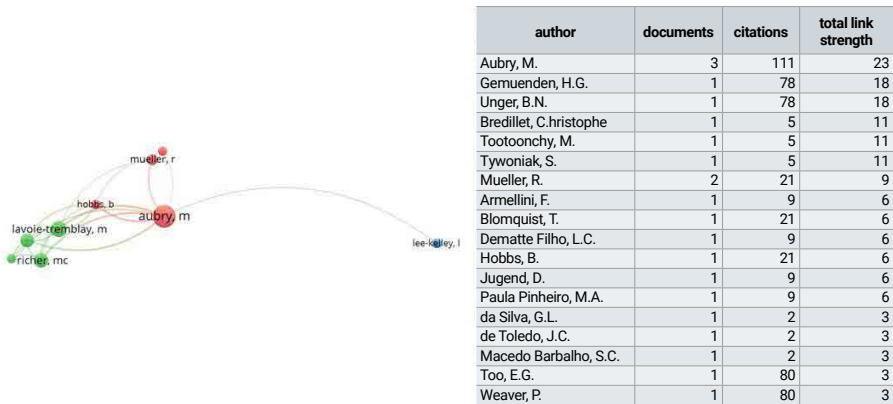 mueller, r
hobbs, b
aubry, m
lavoie-tremblay, m
richer, mc
lee-kelley, l
author documents citations total link strength
Aubry, M. 3 111 23
Gemuenden, H.G. 1 78 18
Unger, B.N. 1 78 18
Bredillet, C.hristophe 1 5 11
Tootoonchy, M. 1 5 11
Tywoniak, S. 1 5 11
Mueller, R. 2 21 9
Armellini, F. 1 9 6
Blomquist, T. 1 21 6
Dematte Filho, L.C. 1 9 6
Hobbs, B. 1 21 6
Jugend, D. 1 9 6
Paula Pinheiro, M.A. 1 9 6
da Silva, G.L. 1 2 3
de Toledo, J.C. 1 2 3
Macedo Barbalho, S.C. 1 2 3
Too, E.G. 1 80 3
Weaver, P. 1 80 3